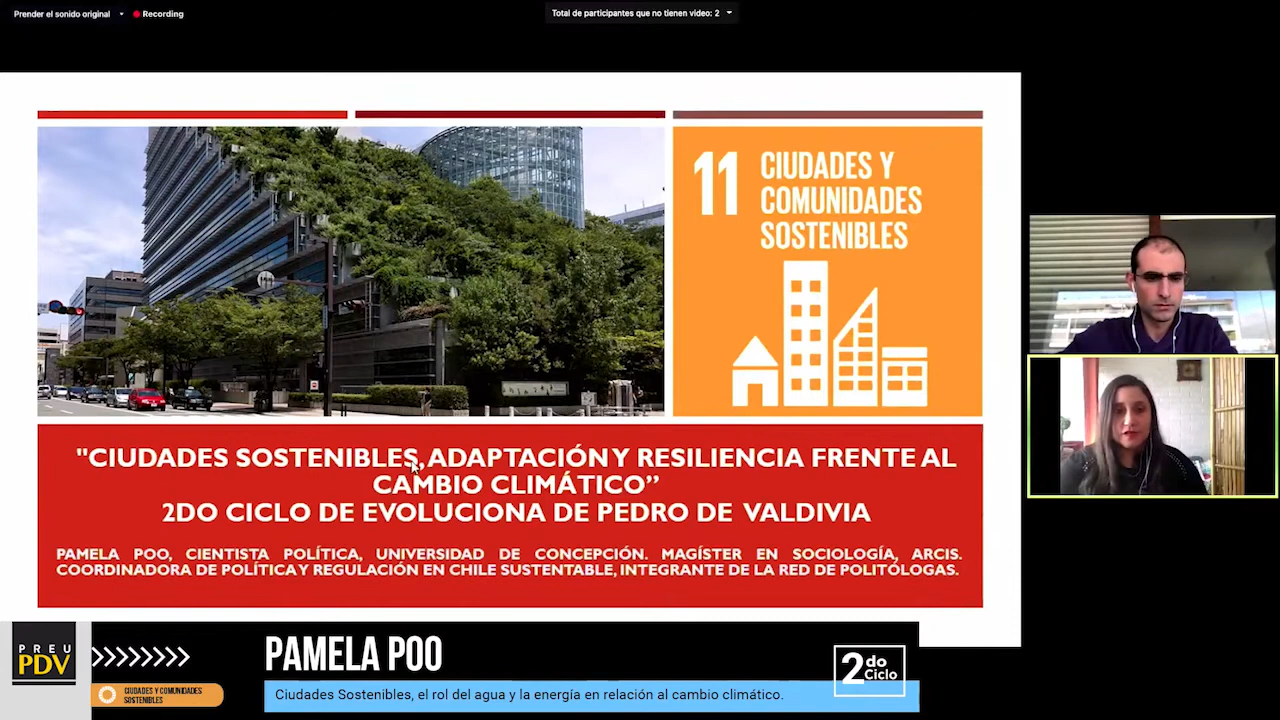 Prender el sonido original
Recording
Total de participantes que no tienen video: 2
11 CIUDADES Y
COMUNIDADES
SOSTENIBLES
"CIUDADES SOSTENIBLES, ADAPTACIÓN Y RESILIENCIA FRENTE AL
CAMBIO CLIMÁTICO”
2DO CICLO DE EVOLUCIONA DE PEDRO DE VALDIVIA
PAMELA POO, CIENTISTA POLÍTICA, UNIVERSIDAD DE CONCEPCIÓN. MAGÍSTER EN SOCIOLOGÍA, ARCIS.
COORDINADORA DE POLÍTICA Y REGULACIÓN EN CHILE SUSTENTABLE, INTEGRANTE DE LA RED DE POLITÓLOGAS.
PREU
PDV
CIUDADES Y COMUNIDADES
SOSTENIBLES
PAMELA POO
Ciudades Sostenibles, el rol del agua y la energía en relación al cambio climático.
2do
Ciclo